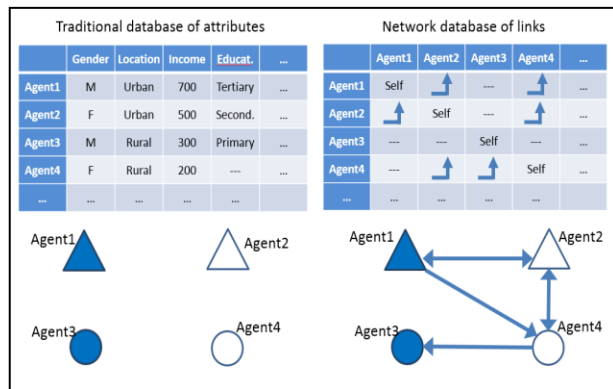 Traditional database of attributes
Gender Location Income Educat. ...
Agent1 M Urban 700 Tertiary ...
Agent2 F Urban 500 Second. ...
Agent3 M Rural 300 Primary ...
Agent4 F Rural 200 --- ...
... ... ... ... ... ...
Agent1 Agent2
Agent3 Agent4
Network database of links
Agent1 Agent2 Agent3 Agent4 ...
Agent1 Self --- ...
Agent2 Self --- ...
Agent3 --- --- Self --- ...
Agent4 --- Self ...
... ... ... ... ...
Agent1 Agent2
Agent3 Agent4